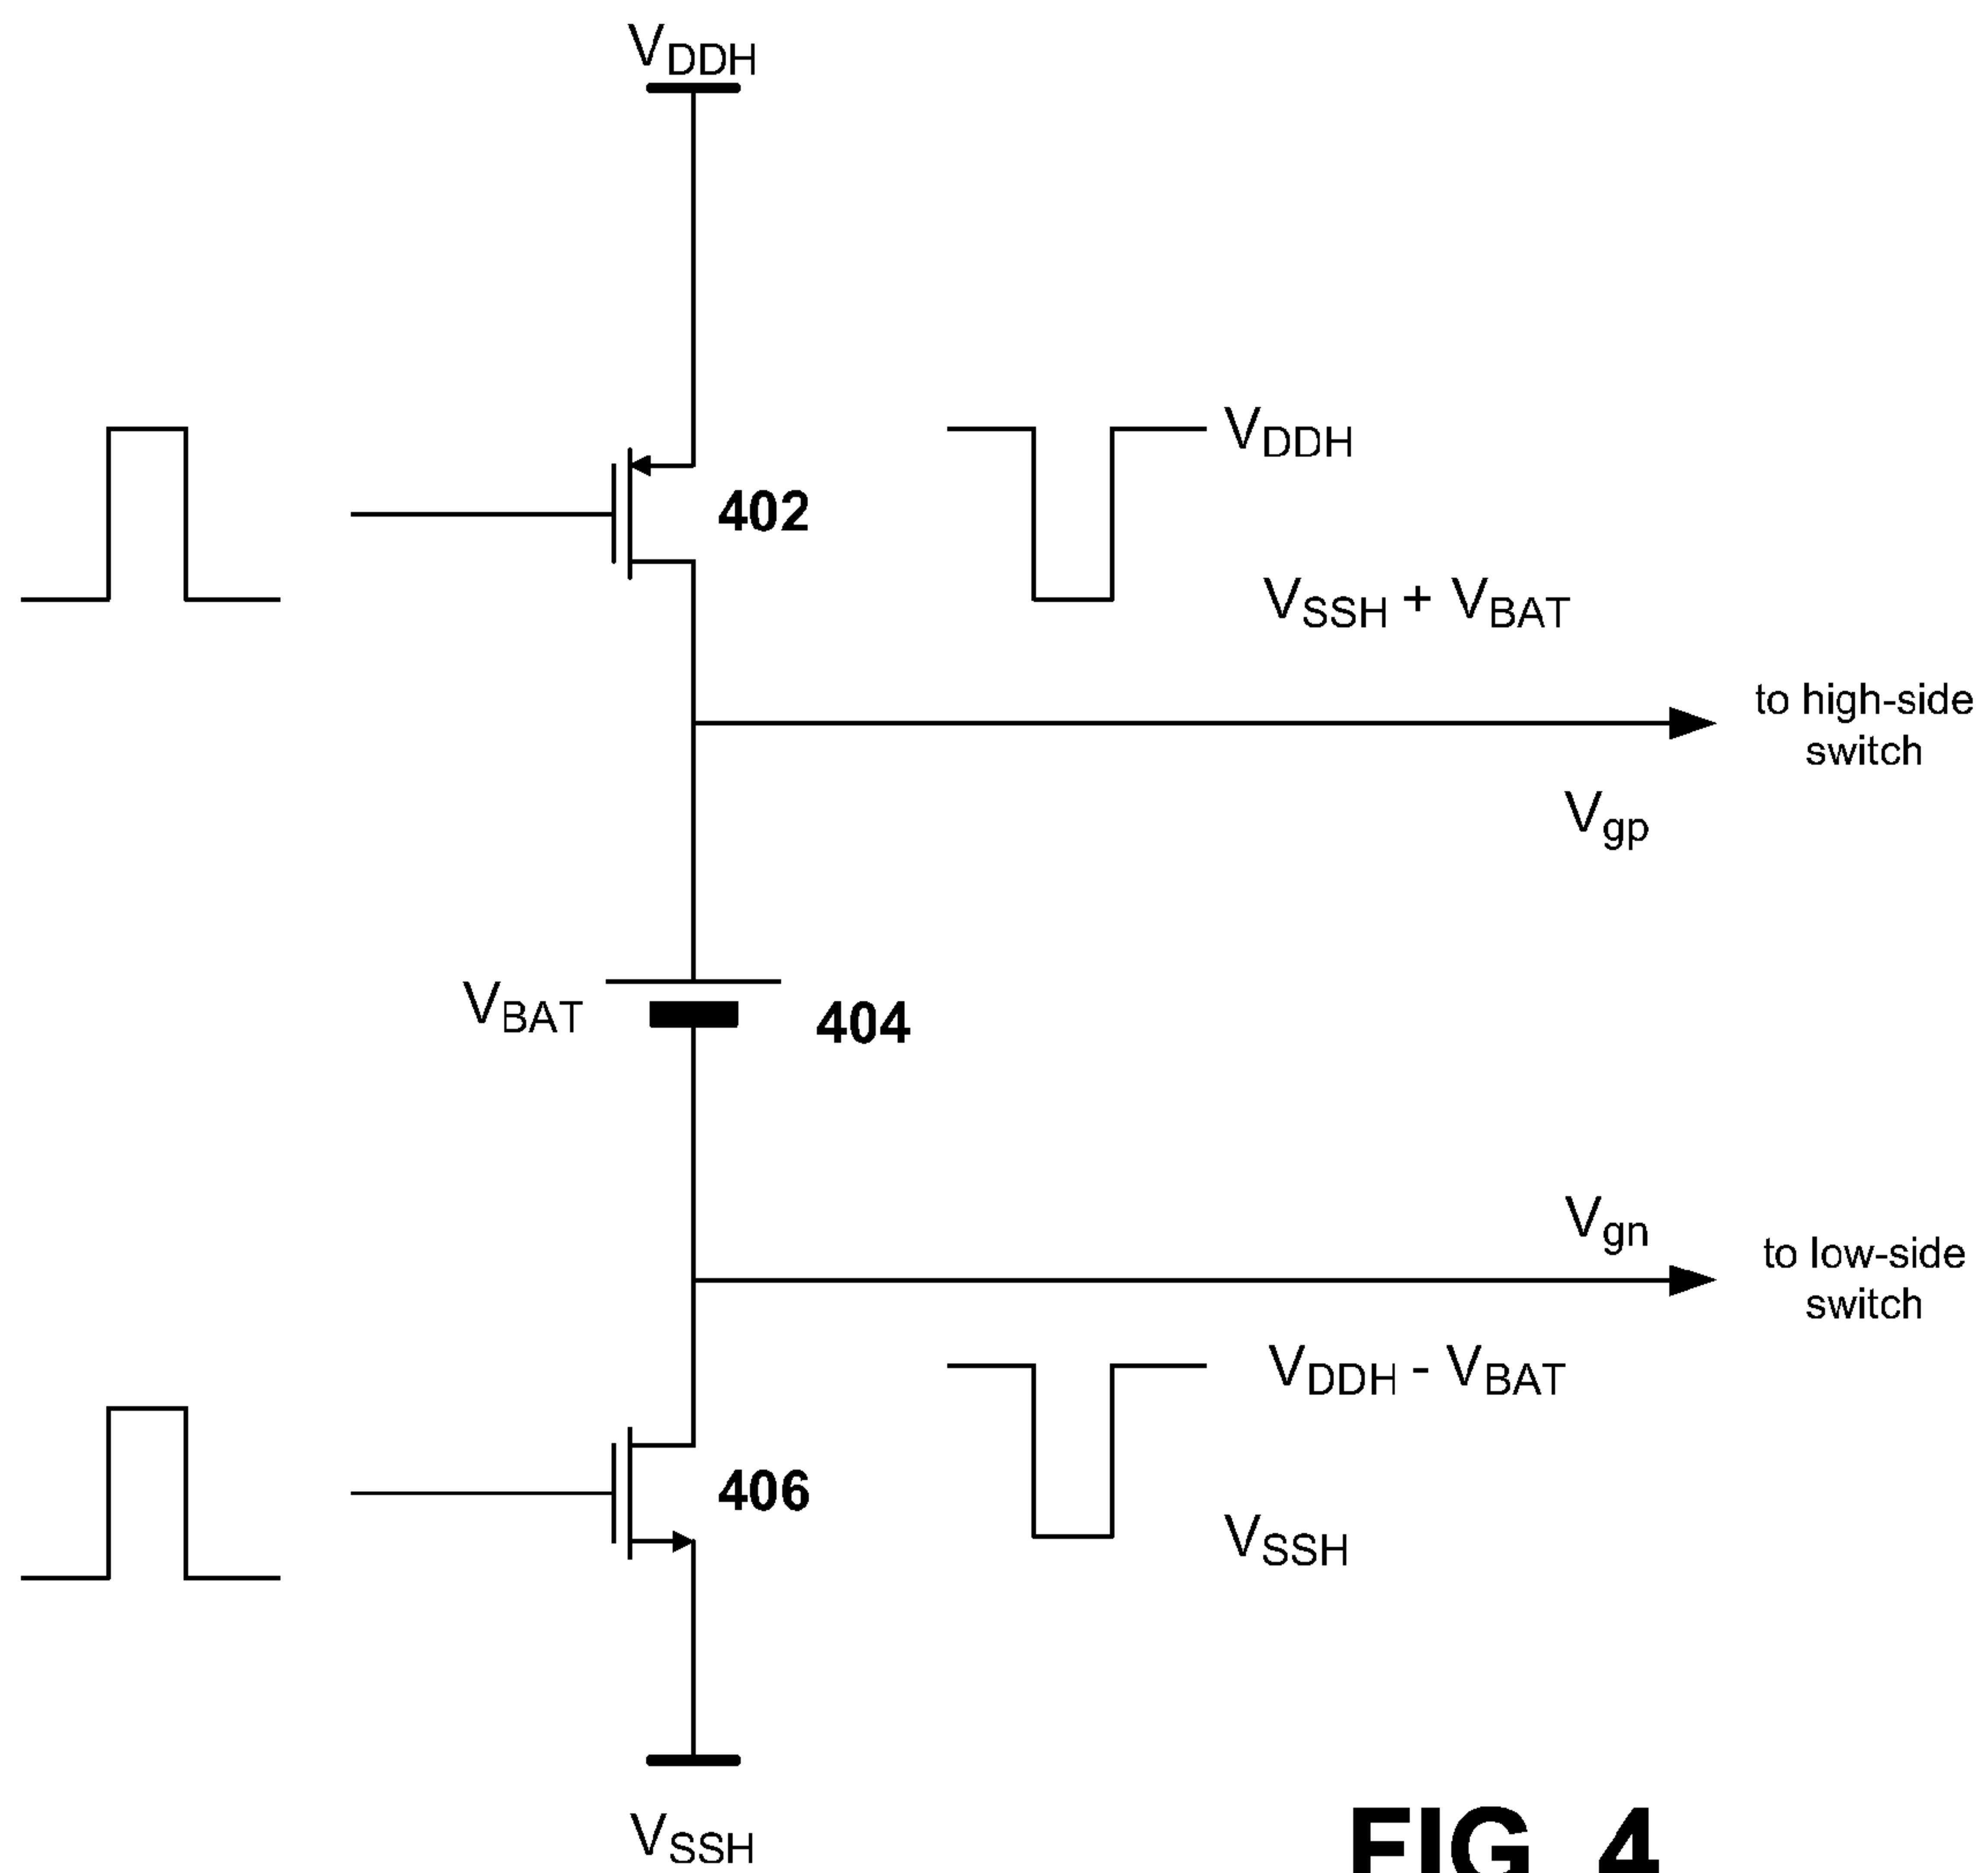 VDDH
VDDH
402
VSSH + VBAT
to high-side
switch
Vgp
VBAT
404
Vgn
to low-side
switch
VDDH - VBAT
406
VSSH
VSSH
FIG. 4